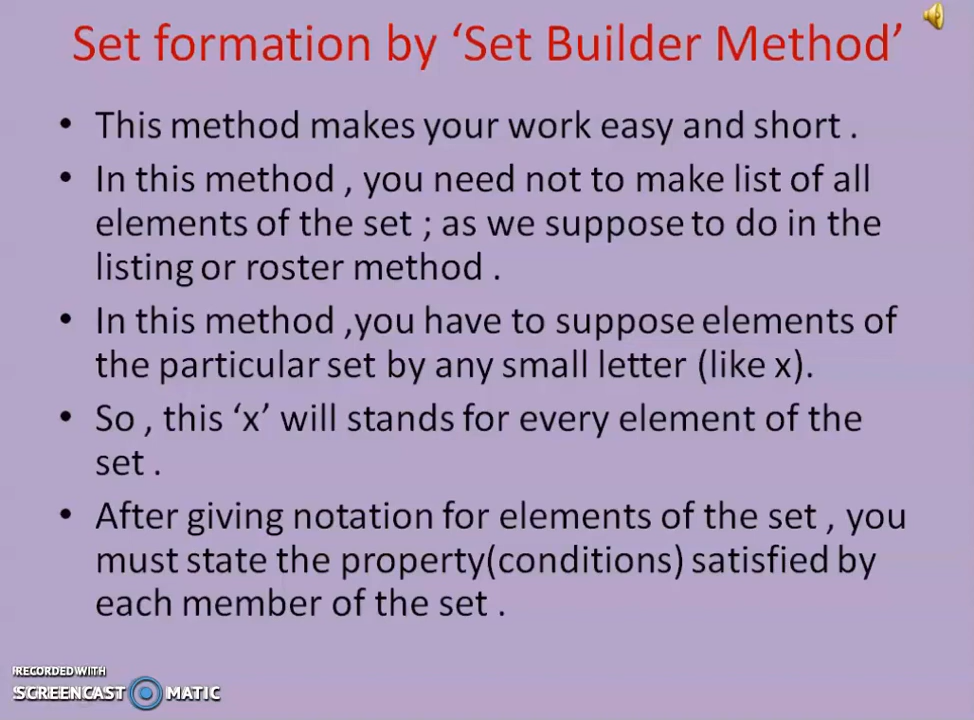 Set formation by ‘Set Builder Method’
• This method makes your work easy and short .
• In this method , you need not to make list of all
elements of the set ; as we suppose to do in the
listing or roster method .
• In this method ,you have to suppose elements of
the particular set by any small letter (like x).
• So , this ‘x’ will stands for every element of the
set .
• After giving notation for elements of the set , you
must state the property(conditions) satisfied by
each member of the set .
RECORDED WITH
SCREENCAST MATIC